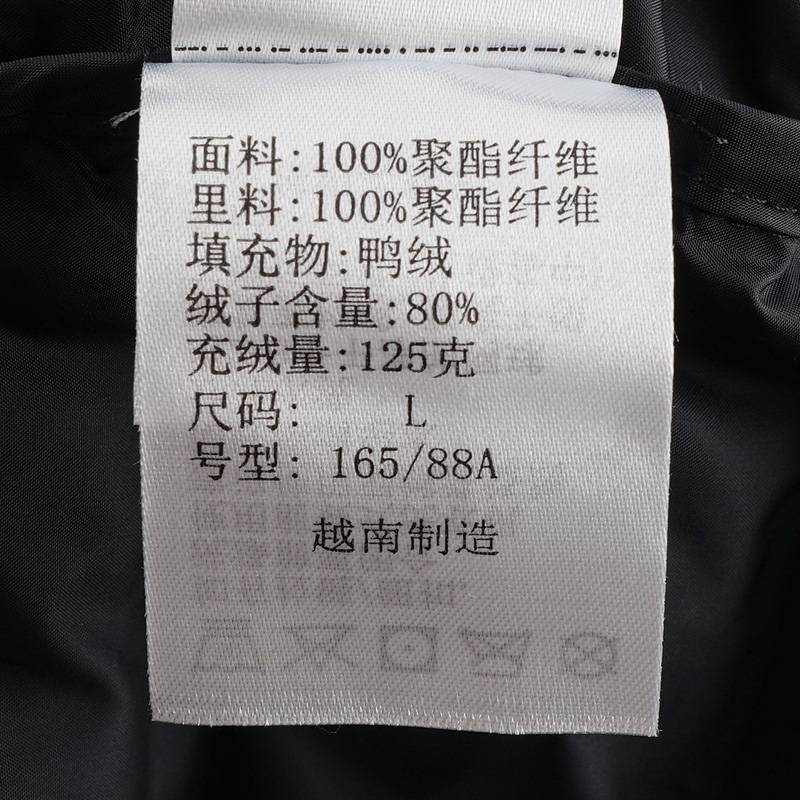 面料:100%聚酯纤维
里料:100%聚酯纤维
填充物:鸭绒
绒子含量:80%
充绒量:125克
尺码: L
号型: 165/88A
越南制造